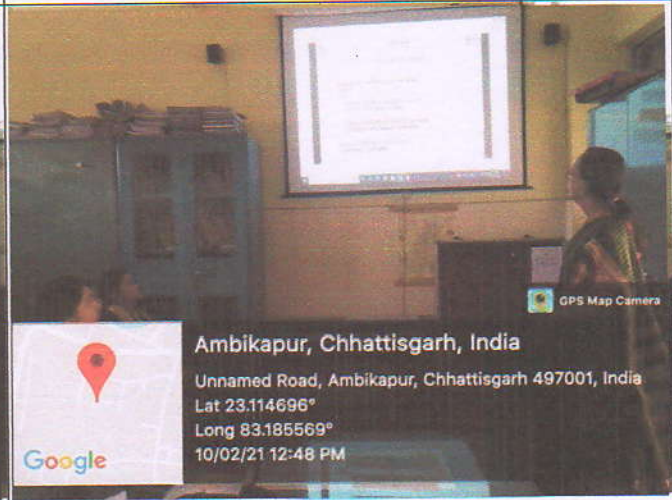 GPS Map Camera
Ambikapur, Chhattisgarh, India
Unnamed Road, Ambikapur, Chhattisgarh 497001, India
Lat 23.114696°
Long 83.185569°
10/02/21 12:48 PM
Google